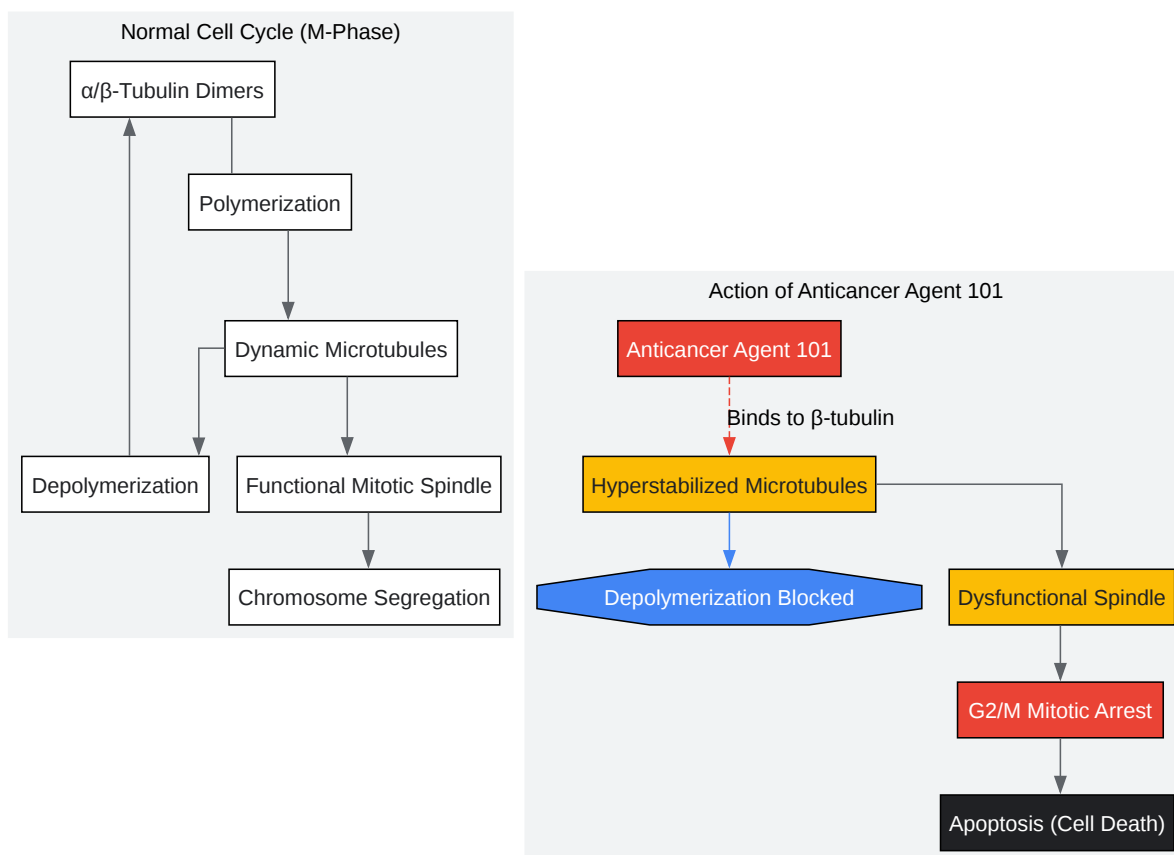 Normal Cell Cycle (M-Phase)
α/β-Tubulin Dimers
Polymerization
Dynamic Microtubules
Depolymerization
Functional Mitotic Spindle
Chromosome Segregation
Action of Anticancer Agent 101
Anticancer Agent 101
Binds to β-tubulin
Hyperstabilized Microtubules
Depolymerization Blocked
Dysfunctional Spindle
G2/M Mitotic Arrest
Apoptosis (Cell Death)